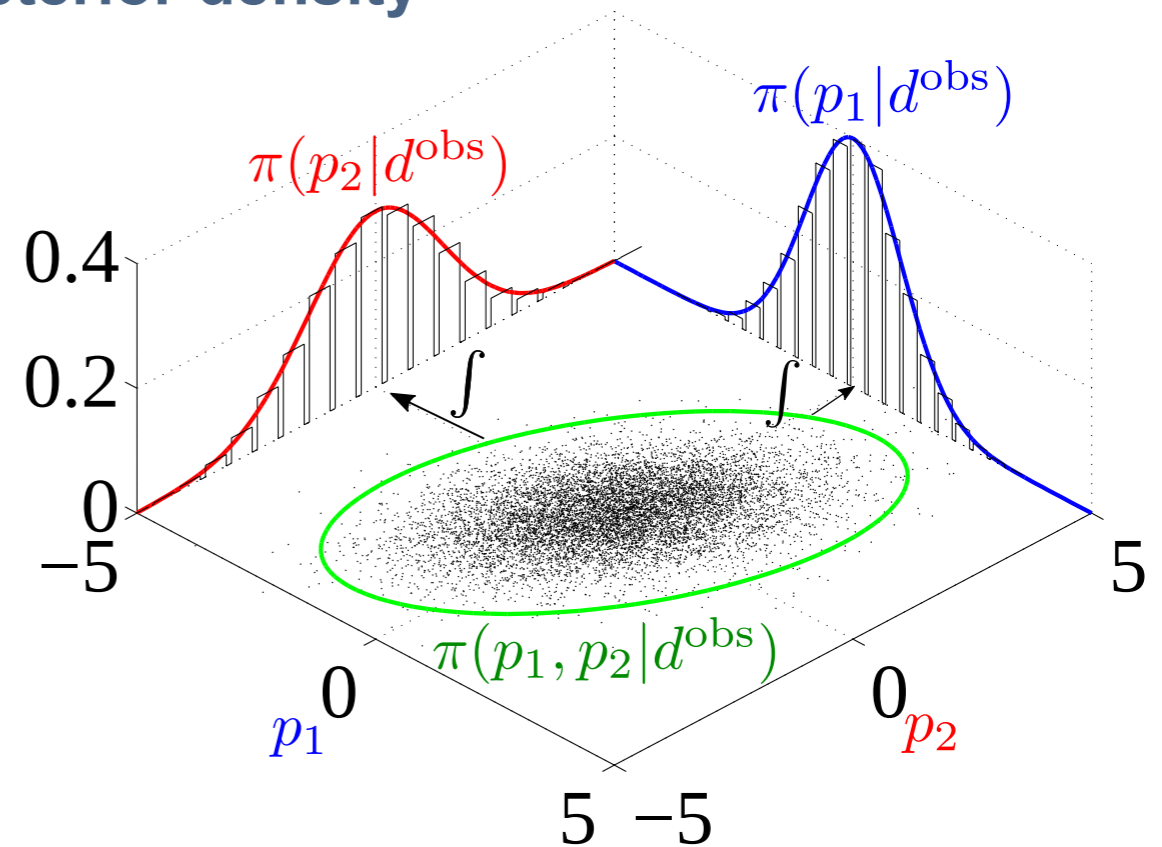 density
π(p₁|d^obs)
π(p₂|d^obs)
0.4
0.2
∫ ∫
0
−5
5
π(p₁, p₂|d^obs)
0 0
p₁ p₂
5 −5